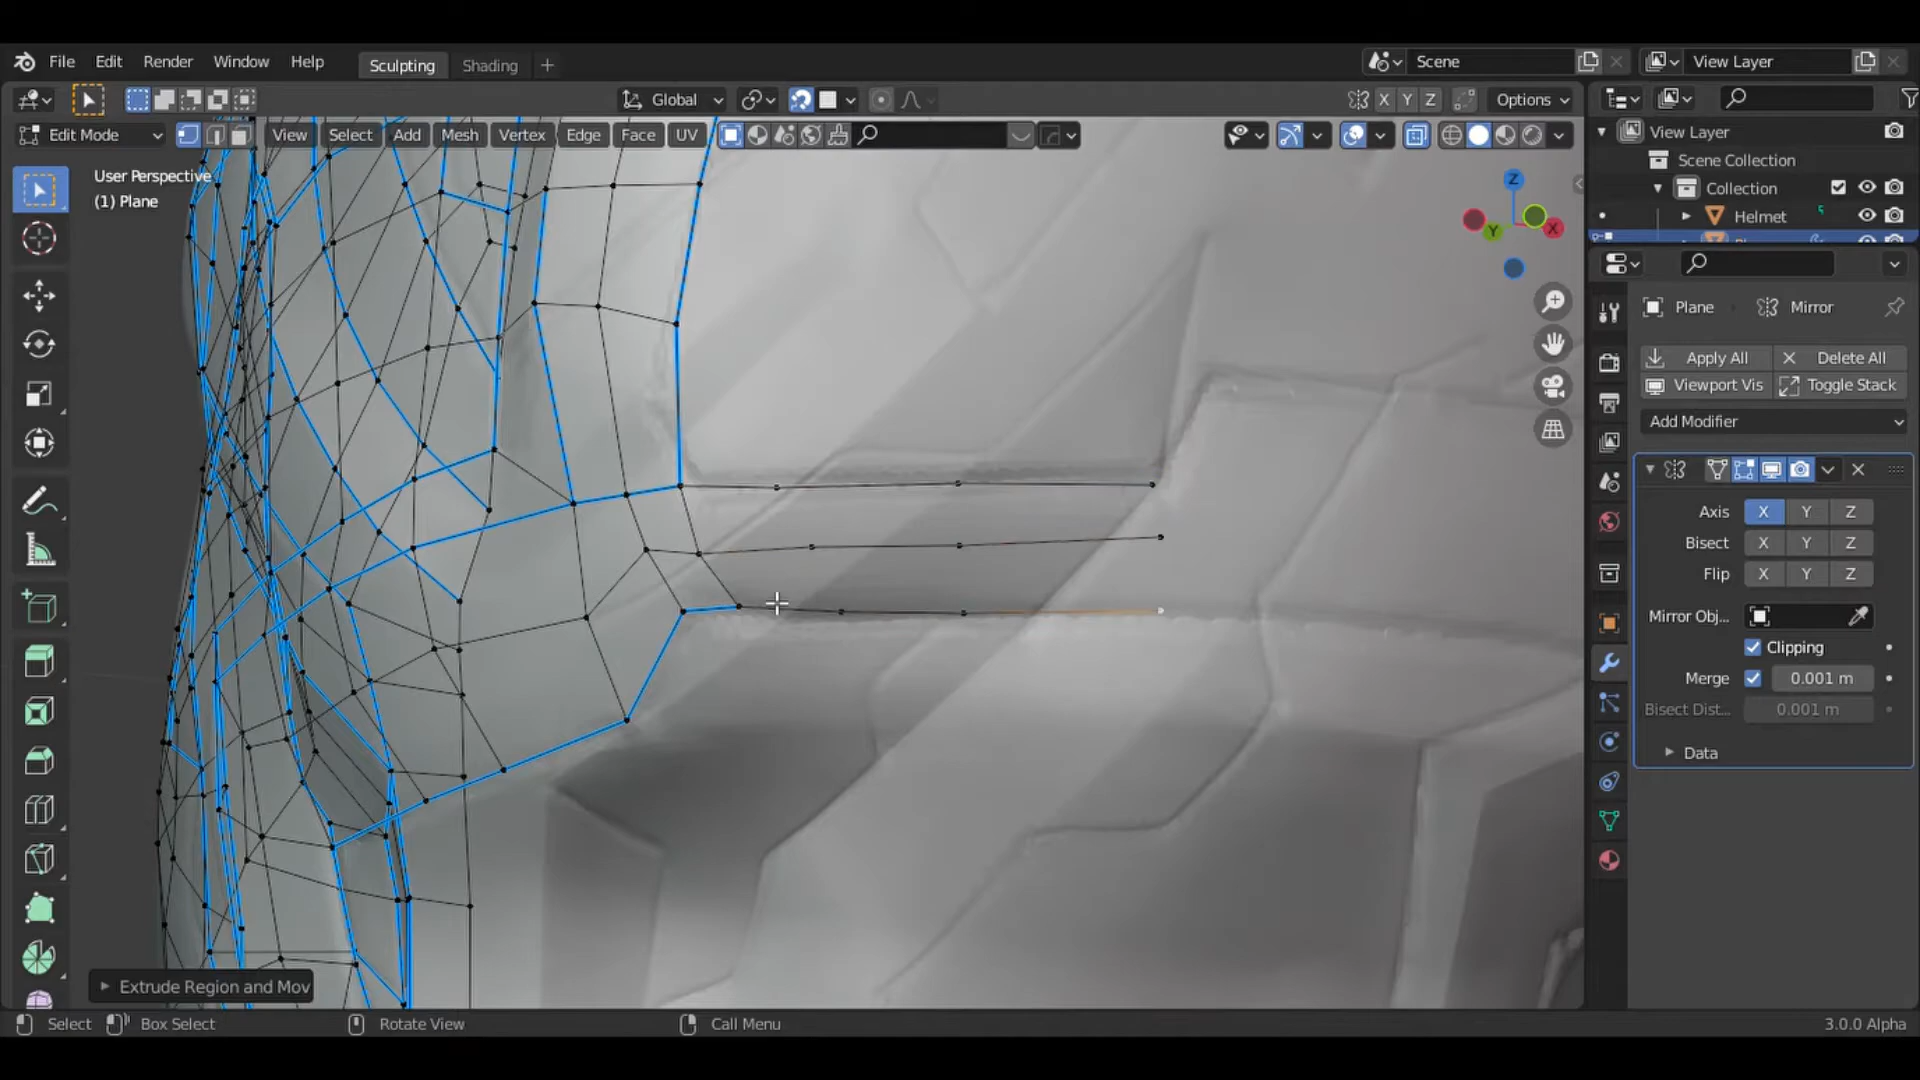 File Edit Render Window Help Sculpting Shading + Scene View Layer
Global X Y Z Options
Edit Mode View Select Add Mesh Vertex Edge Face UV
View Layer
Scene Collection
Collection
Helmet
User Perspective
(1) Plane
Z
Y
X
Plane Mirror
Apply All Delete All
Viewport Vis Toggle Stack
Add Modifier
Axis X Y Z
Bisect X Y Z
Flip X Y Z
Mirror Obj...
Clipping
Merge 0.001 m
Bisect Dist... 0.001 m
Data
Extrude Region and Mov
Select Box Select Rotate View Call Menu 3.0.0 Alpha